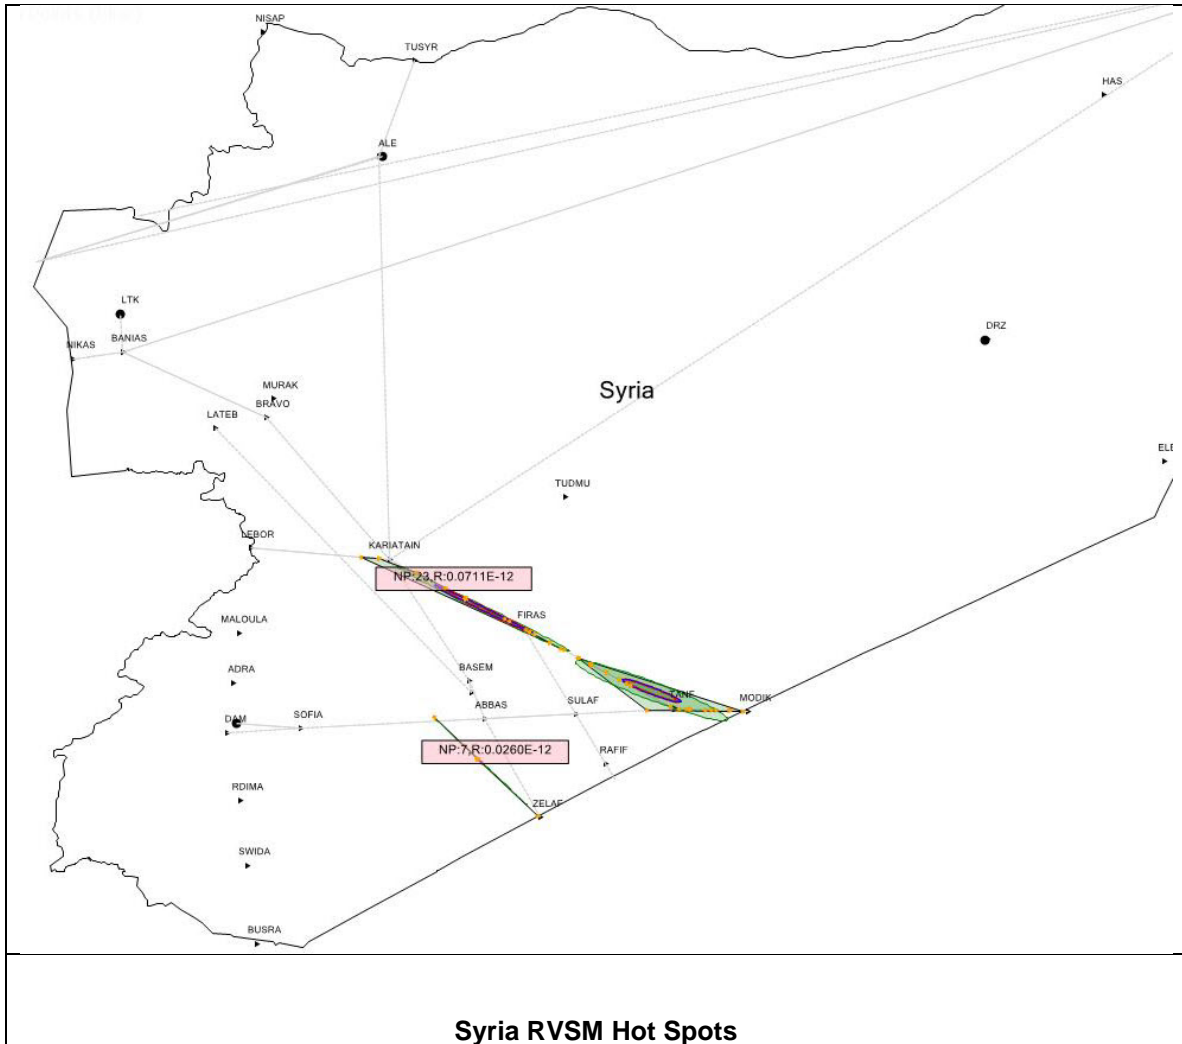 NISAP
TUSYR
HAS
ALE
LTK
BANIAS
NIKAS
DRZ
MURAK
BRAVO
Syria
LATEB
ELE
TUDMU
LEBOR
KARIATAIN
NP:23,R:0.0711E-12
FIRAS
MALOULA
BASEM
ADRA
TANF
MODIK
ABBAS
SULAF
SOFIA
DAM
NP:7,R:0.0260E-12
RAFIF
RDIMA
ZELAF
SWIDA
BUSRA
Syria RVSM Hot Spots